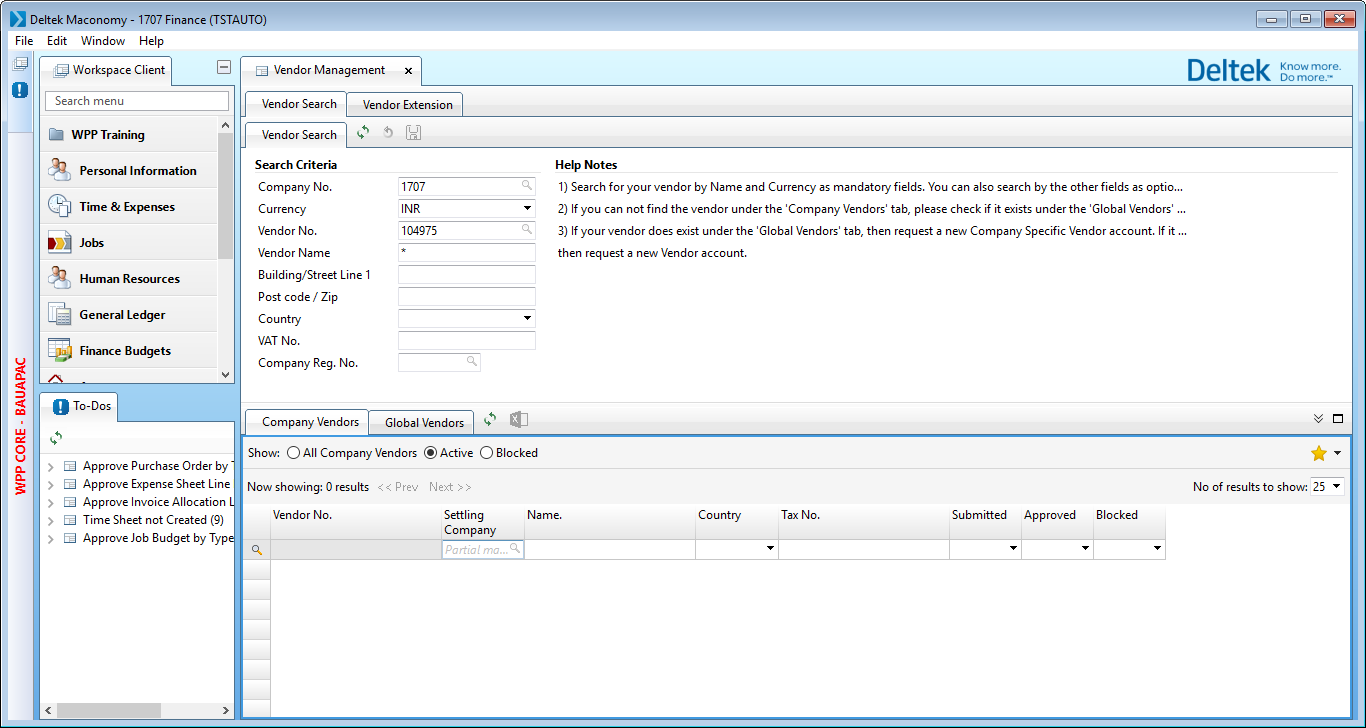 Deltek Maconomy - 1707 Finance (TSTAUTO)
File Edit Window Help
Workspace Client
Vendor Management
Deltek Know more. Do more.™
Search menu
WPP Training
Personal Information
Time & Expenses
Jobs
Human Resources
General Ledger
Finance Budgets
WPP CORE - BAUAPAC
To-Dos
Approve Purchase Order by
Approve Expense Sheet Line
Approve Invoice Allocation L
Time Sheet not Created (9)
Approve Job Budget by Type
Vendor Search Vendor Extension
Vendor Search
Search Criteria
Company No. 1707
Currency INR
Vendor No. 104975
Vendor Name *
Building/Street Line 1
Post code / Zip
Country
VAT No.
Company Reg. No.
Help Notes
1) Search for your vendor by Name and Currency as mandatory fields. You can also search by the other fields as optio...
2) If you can not find the vendor under the 'Company Vendors' tab, please check if it exists under the 'Global Vendors' ...
3) If your vendor does exist under the 'Global Vendors' tab, then request a new Company Specific Vendor account. If it ...
then request a new Vendor account.
Company Vendors Global Vendors
Show: All Company Vendors Active Blocked
Now showing: 0 results << Prev Next >> No of results to show: 25
Vendor No. Settling Company Name. Country Tax No. Submitted Approved Blocked
Partial ma...